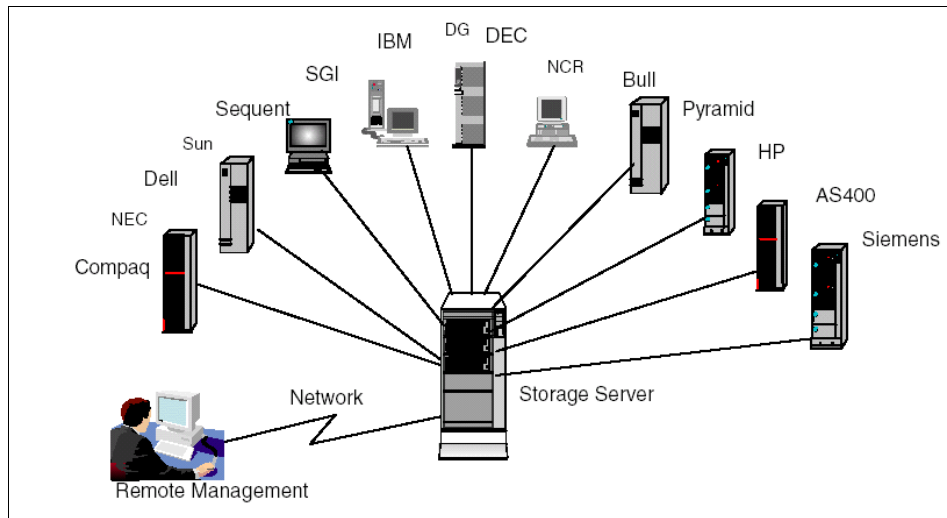 DG
DEC
IBM
NCR
SGI
Bull
Sequent
Pyramid
Sun
HP
Dell
AS400
NEC
Siemens
Compaq
Network
Storage Server
Remote Management